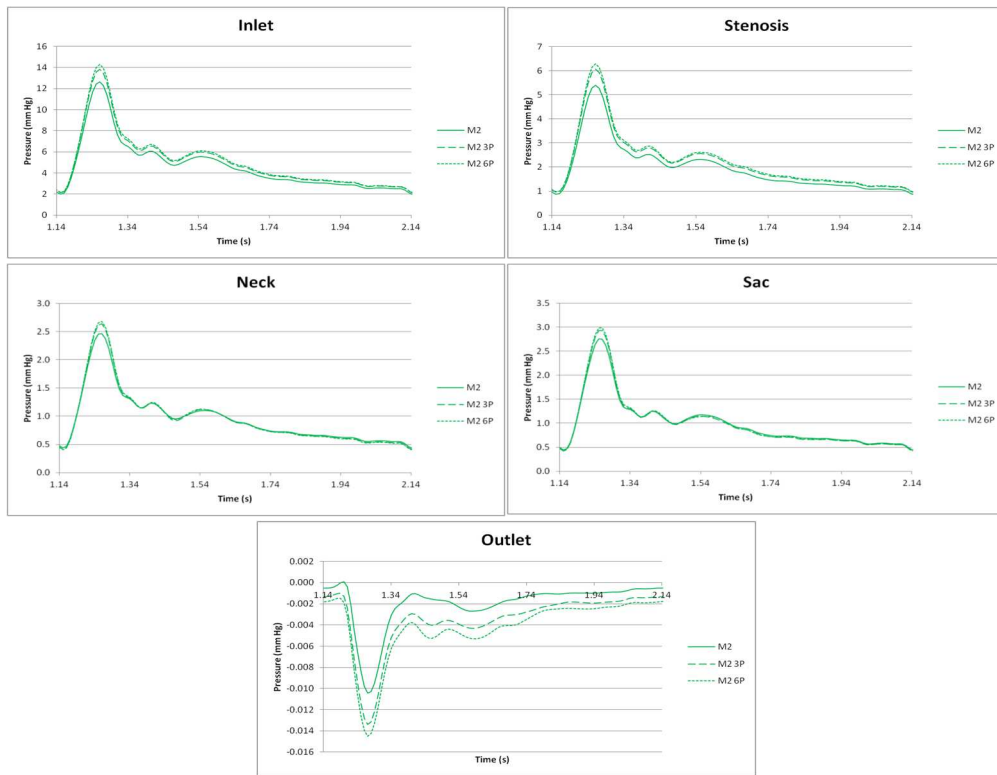 Inlet
Pressure (mm Hg)
16
14
12
10
8
6
4
2
0
1.14 1.34 1.54 1.74 1.94 2.14
Time (s)
M2
M2 3P
M2 6P
Stenosis
Pressure (mm Hg)
7
6
5
4
3
2
1
0
1.14 1.34 1.54 1.74 1.94 2.14
Time (s)
M2
M2 3P
M2 6P
Neck
Pressure (mm Hg)
3.0
2.5
2.0
1.5
1.0
0.5
0.0
1.14 1.34 1.54 1.74 1.94 2.14
Time (s)
M2
M2 3P
M2 6P
Sac
Pressure (mm Hg)
3.5
3.0
2.5
2.0
1.5
1.0
0.5
0.0
1.14 1.34 1.54 1.74 1.94 2.14
Time (s)
M2
M2 3P
M2 6P
Outlet
Pressure (mm Hg)
0.002
0.000
-0.002
-0.004
-0.006
-0.008
-0.010
-0.012
-0.014
-0.016
1.14 1.34 1.54 1.74 1.94 2.14
Time (s)
M2
M2 3P
M2 6P